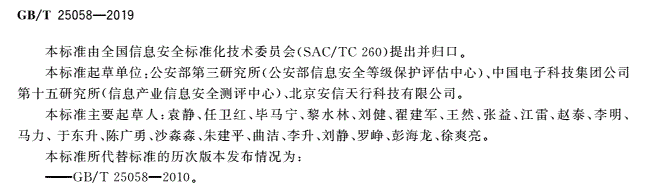 GB/T 25058—2019
本标准由全国信息安全标准化技术委员会(SAC/TC 260)提出并归口。
本标准起草单位:公安部第三研究所(公安部信息安全等级保护评估中心)、中国电子科技集团公司
第十五研究所(信息产业信息安全测评中心)、北京安信天行科技有限公司。
本标准主要起草人:袁静、任卫红、毕马宁、黎水林、刘健、翟建军、王然、张益、江雷、赵泰、李明、
马力、于东升、陈广勇、沙淼淼、朱建平、曲洁、李升、刘静、罗峥、彭海龙、徐爽亮。
本标准所代替标准的历次版本发布情况为:
——GB/T 25058—2010。